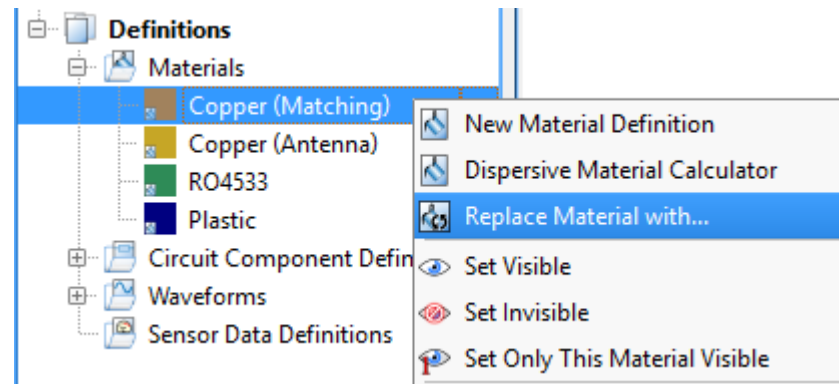 Definitions
Materials
Copper (Matching)
Copper (Antenna)
RO4533
Plastic
Circuit Component Defin
Waveforms
Sensor Data Definitions
New Material Definition
Dispersive Material Calculator
Replace Material with...
Set Visible
Set Invisible
Set Only This Material Visible